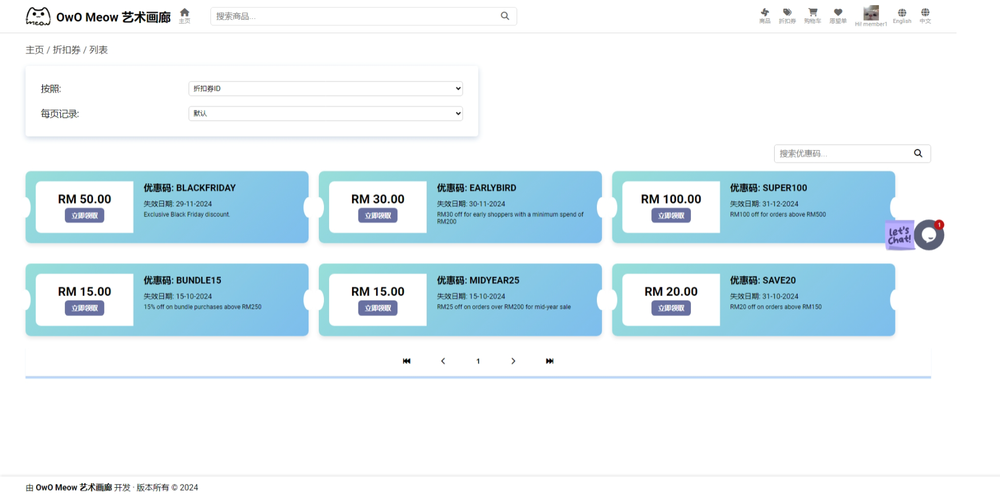 meow
OwO Meow 艺术画廊
主页
搜索商品...
商品
折扣券
购物车
愿望单
Hi! member1
English
中文
主页 / 折扣券 / 列表
按照:
折扣券ID
每页记录:
默认
搜索优惠码...
RM 50.00
立即领取
优惠码: BLACKFRIDAY
失效日期: 29-11-2024
Exclusive Black Friday discount.
RM 30.00
立即领取
优惠码: EARLYBIRD
失效日期: 30-11-2024
RM30 off for early shoppers with a minimum spend of
RM200
RM 100.00
立即领取
优惠码: SUPER100
失效日期: 31-12-2024
RM100 off for orders above RM500
let's
Chat!
1
RM 15.00
立即领取
优惠码: BUNDLE15
失效日期: 15-10-2024
15% off on bundle purchases above RM250
RM 15.00
立即领取
优惠码: MIDYEAR25
失效日期: 15-10-2024
RM25 off on orders over RM200 for mid-year sale
RM 20.00
立即领取
优惠码: SAVE20
失效日期: 31-10-2024
RM20 off on orders above RM150
1
由 OwO Meow 艺术画廊 开发 · 版本所有 © 2024